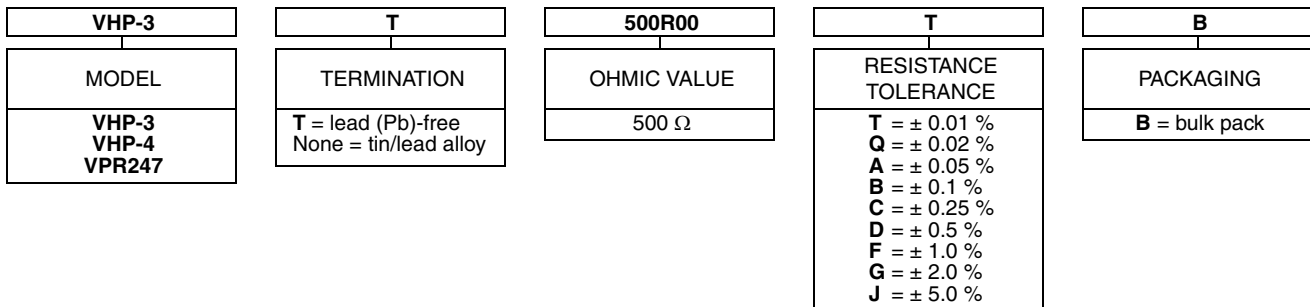 VHP-3
MODEL
VHP-3
VHP-4
VPR247
T
TERMINATION
T = lead (Pb)-free
None = tin/lead alloy
500R00
OHMIC VALUE
500 Ω
T
RESISTANCE
TOLERANCE
T = ± 0.01 %
Q = ± 0.02 %
A = ± 0.05 %
B = ± 0.1 %
C = ± 0.25 %
D = ± 0.5 %
F = ± 1.0 %
G = ± 2.0 %
J = ± 5.0 %
B
PACKAGING
B = bulk pack